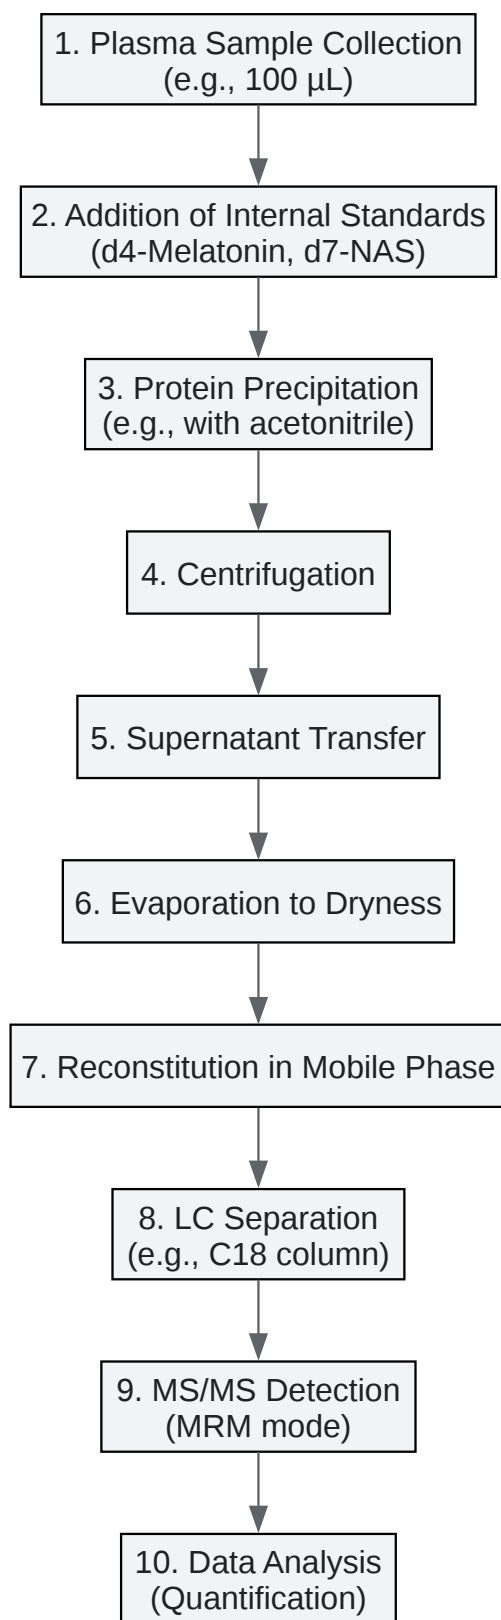 1. Plasma Sample Collection
(e.g., 100 µL)
2. Addition of Internal Standards
(d4-Melatonin, d7-NAS)
3. Protein Precipitation
(e.g., with acetonitrile)
4. Centrifugation
5. Supernatant Transfer
6. Evaporation to Dryness
7. Reconstitution in Mobile Phase
8. LC Separation
(e.g., C18 column)
9. MS/MS Detection
(MRM mode)
10. Data Analysis
(Quantification)